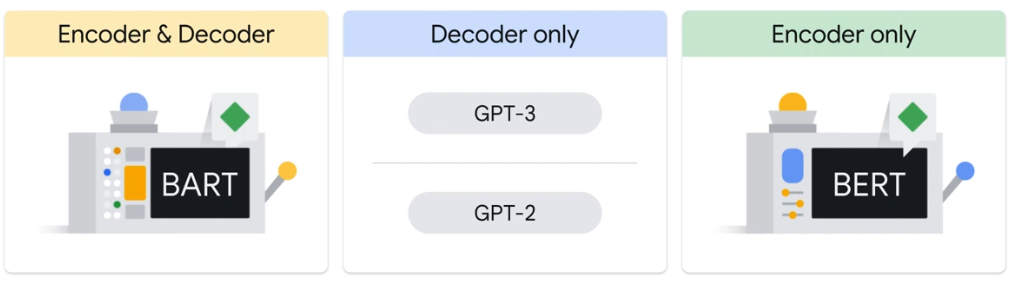 Encoder & Decoder
BART
Decoder only
GPT-3
GPT-2
Encoder only
BERT